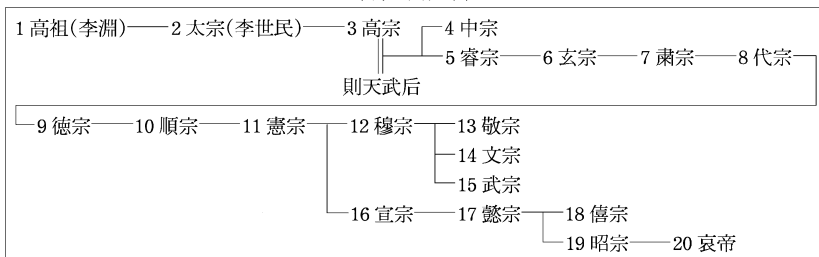 1 高祖(李淵) 2 太宗(李世民) 3 高宗 4 中宗
5 睿宗 6 玄宗 7 粛宗 8 代宗
則天武后
9 徳宗 10 順宗 11 憲宗 12 穆宗 13 敬宗
14 文宗
15 武宗
16 宣宗 17 懿宗 18 僖宗
19 昭宗 20 哀帝